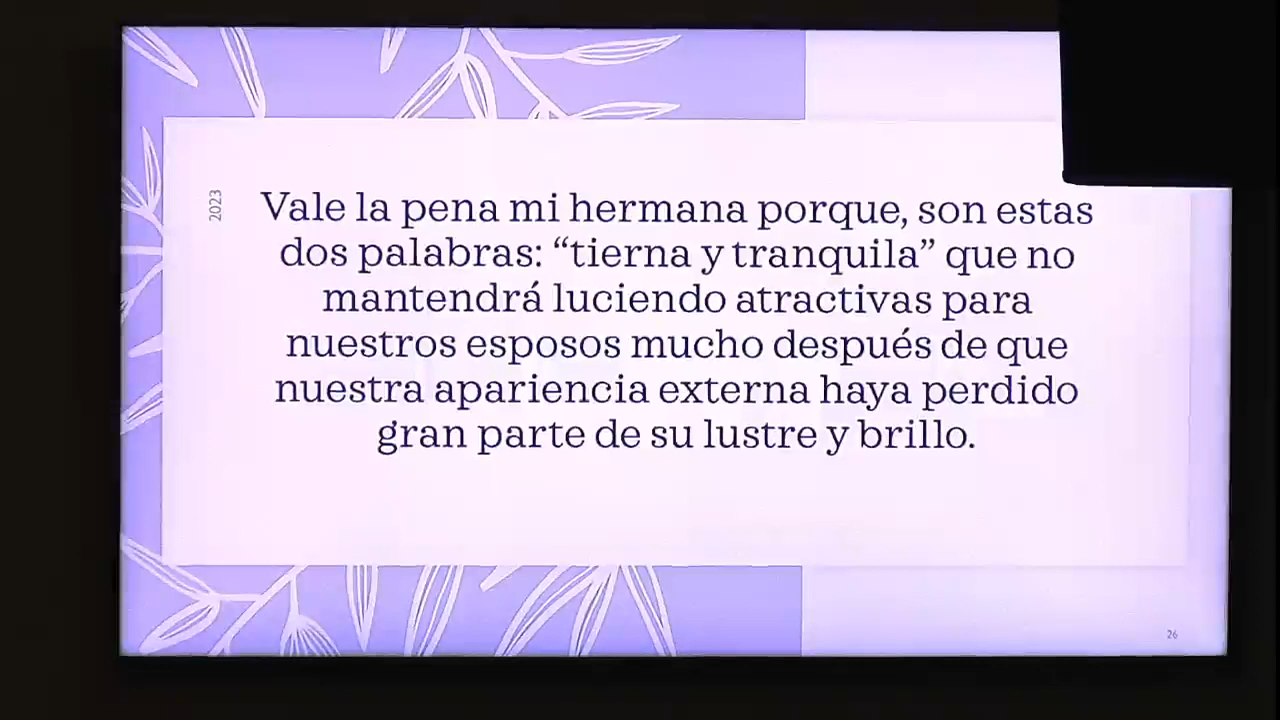 2023
Vale la pena mi hermana porque, son estas
dos palabras: “tierna y tranquila” que no
mantendrá luciendo atractivas para
nuestros esposos mucho después de que
nuestra apariencia externa haya perdido
gran parte de su lustre y brillo.
26